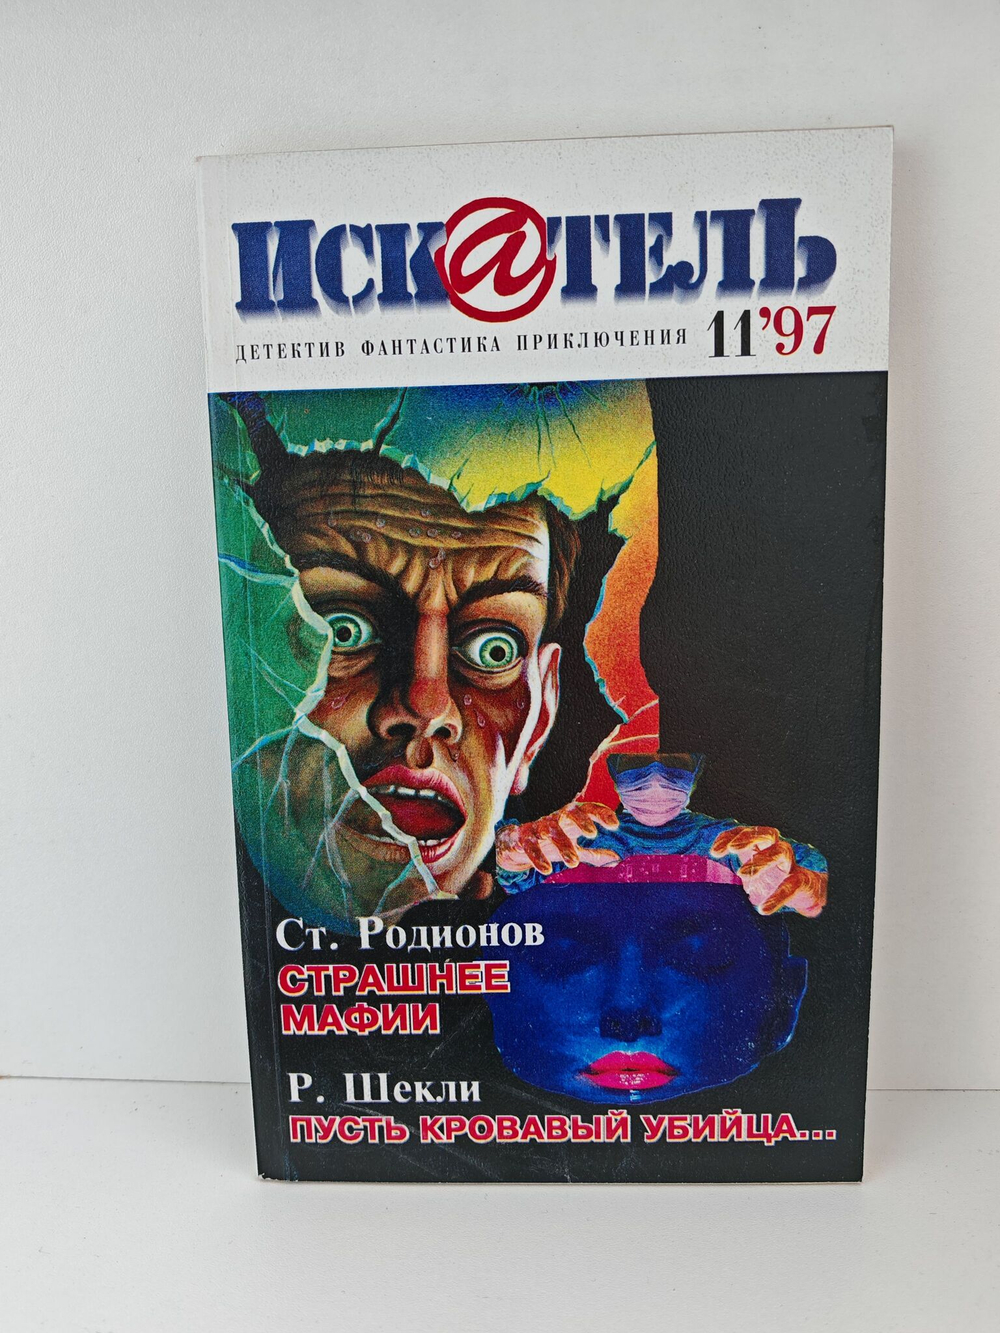 ИСК@ТЕЛЬ
ДЕТЕКТИВ ФАНТАСТИКА ПРИКЛЮЧЕНИЯ 11'97
Ст. Родионов
СТРАШНЕЕ
МАФИИ
Р. Шекли
ПУСТЬ КРОВАВЫЙ УБИЙЦА...